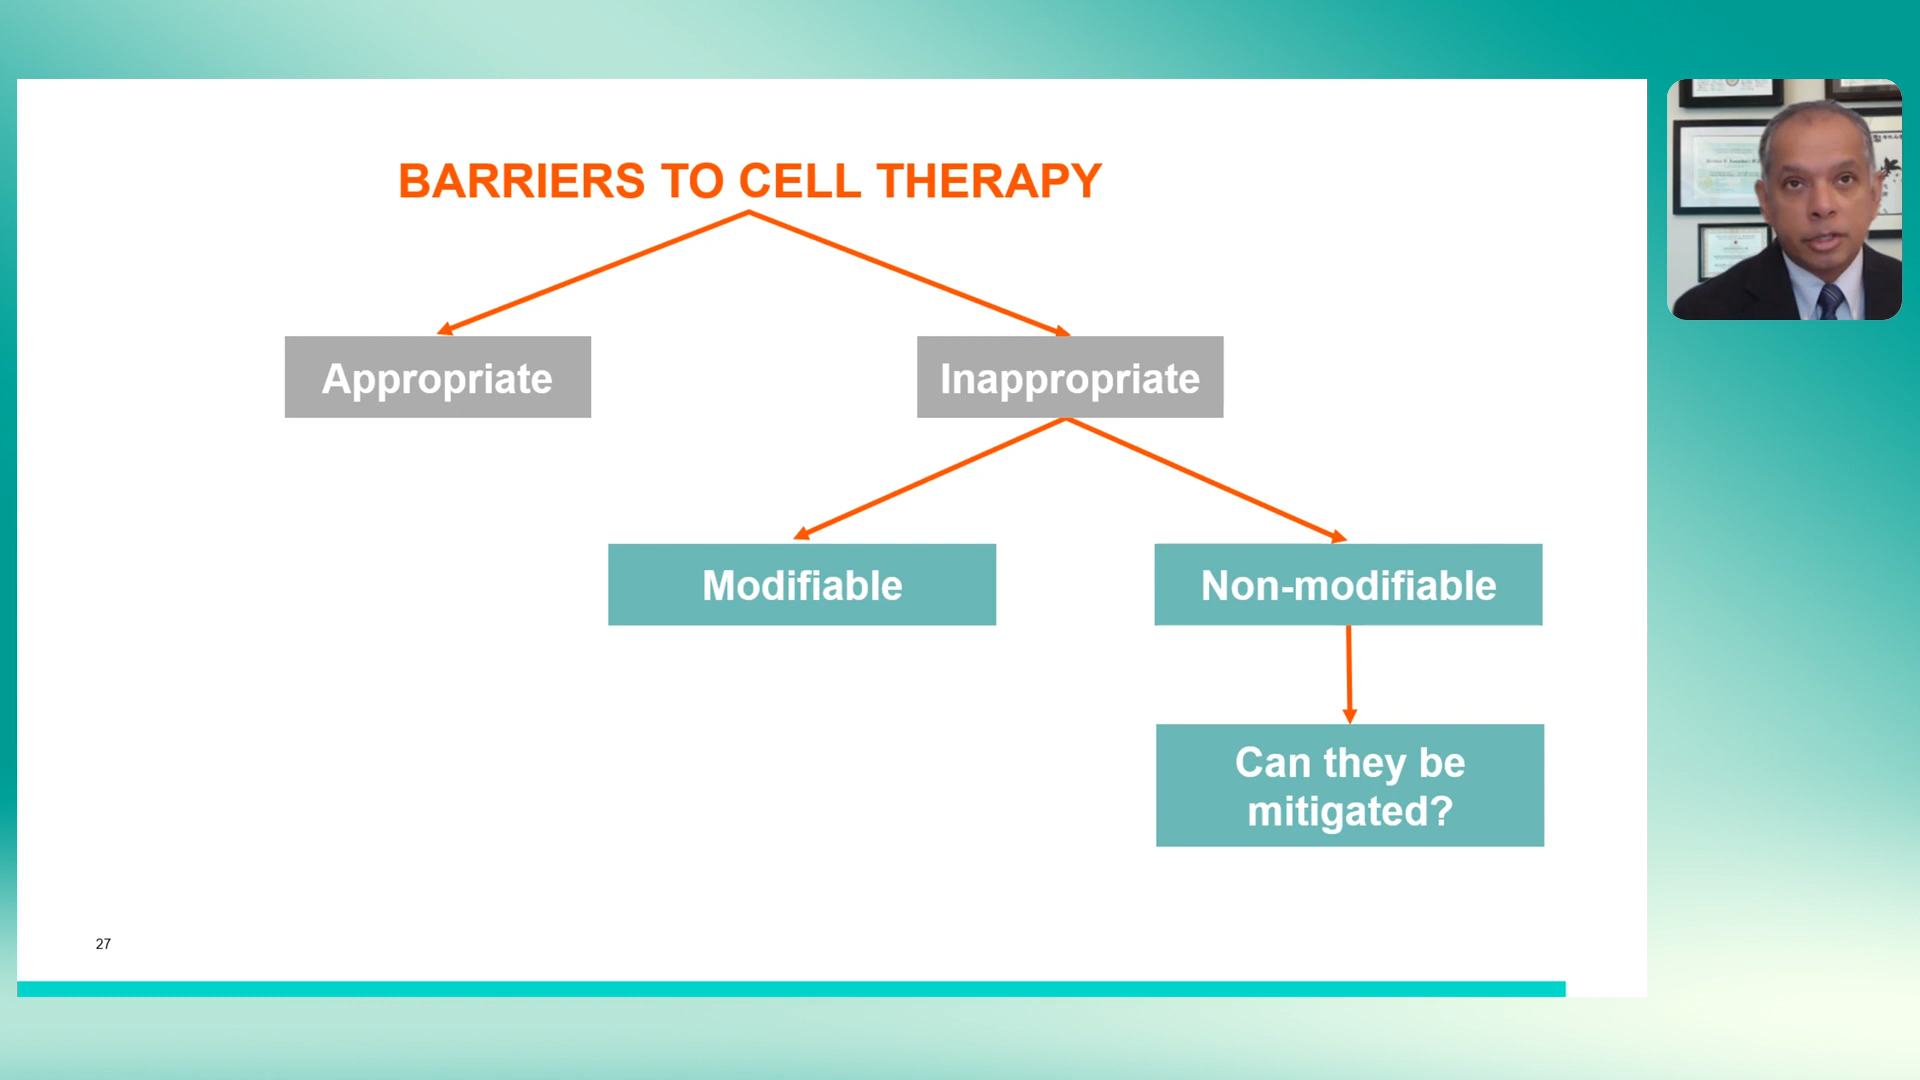 BARRIERS TO CELL THERAPY
Appropriate
Inappropriate
Modifiable
Non-modifiable
Can they be
mitigated?
27